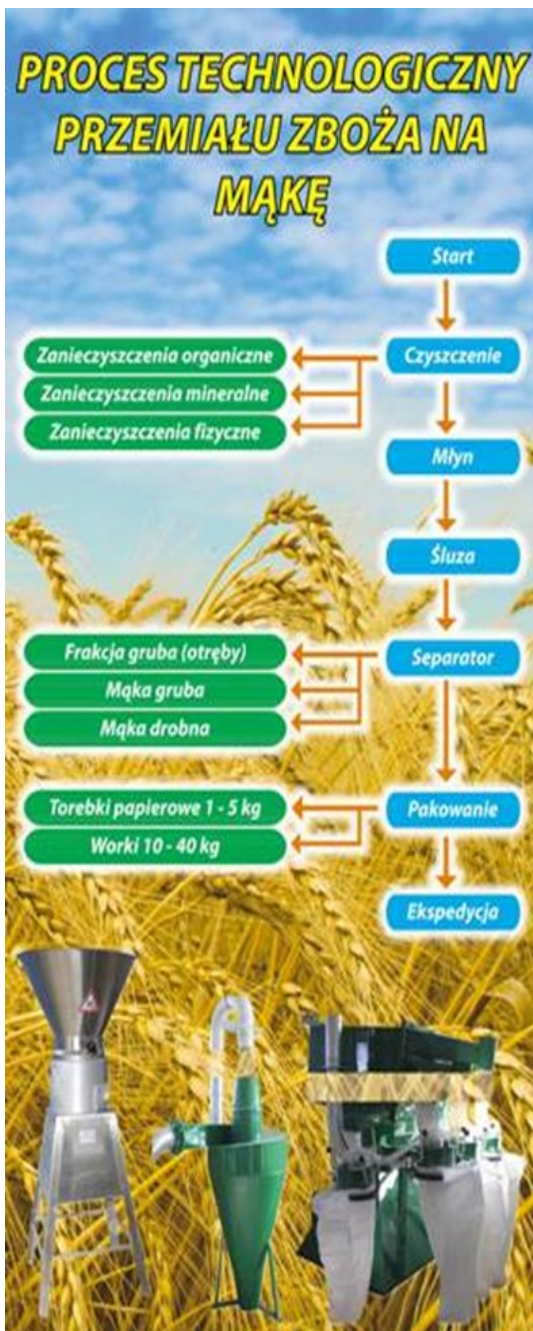 PROCES TECHNOLOGICZNY
PRZEMIAŁU ZBOŻA NA
MĄKĘ
Start
Czyszczenie
Zanieczyszczenia organiczne
Zanieczyszczenia mineralne
Zanieczyszczenia fizyczne
Młyn
Śluza
Separator
Frakcja gruba (otręby)
Mąka gruba
Mąka drobna
Pakowanie
Torebki papierowe 1 - 5 kg
Worki 10 - 40 kg
Ekspedycja